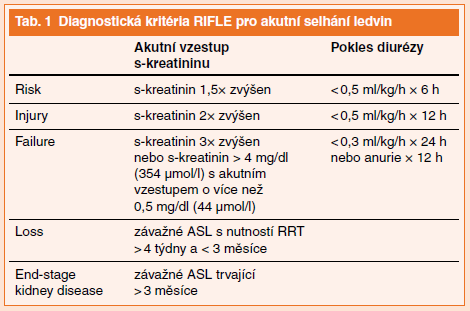 Tab. 1 Diagnostická kritéria RIFLE pro akutní selhání ledvin
Akutní vzestup s-kreatininu
Pokles diurézy
Risk
s-kreatinin 1,5× zvýšen
<0,5 ml/kg/h × 6 h
Injury
s-kreatinin 2× zvýšen
<0,5 ml/kg/h × 12 h
Failure
s-kreatinin 3× zvýšen
nebo s-kreatinin > 4 mg/dl
(354 µmol/l) s akutním
vzestupem o více než
0,5 mg/dl (44 µmol/l)
<0,3 ml/kg/h × 24 h
nebo anurie × 12 h
Loss
závažné ASL s nutností RRT
>4 týdny a < 3 měsíce
End-stage
kidney disease
závažné ASL trvající
>3 měsíce